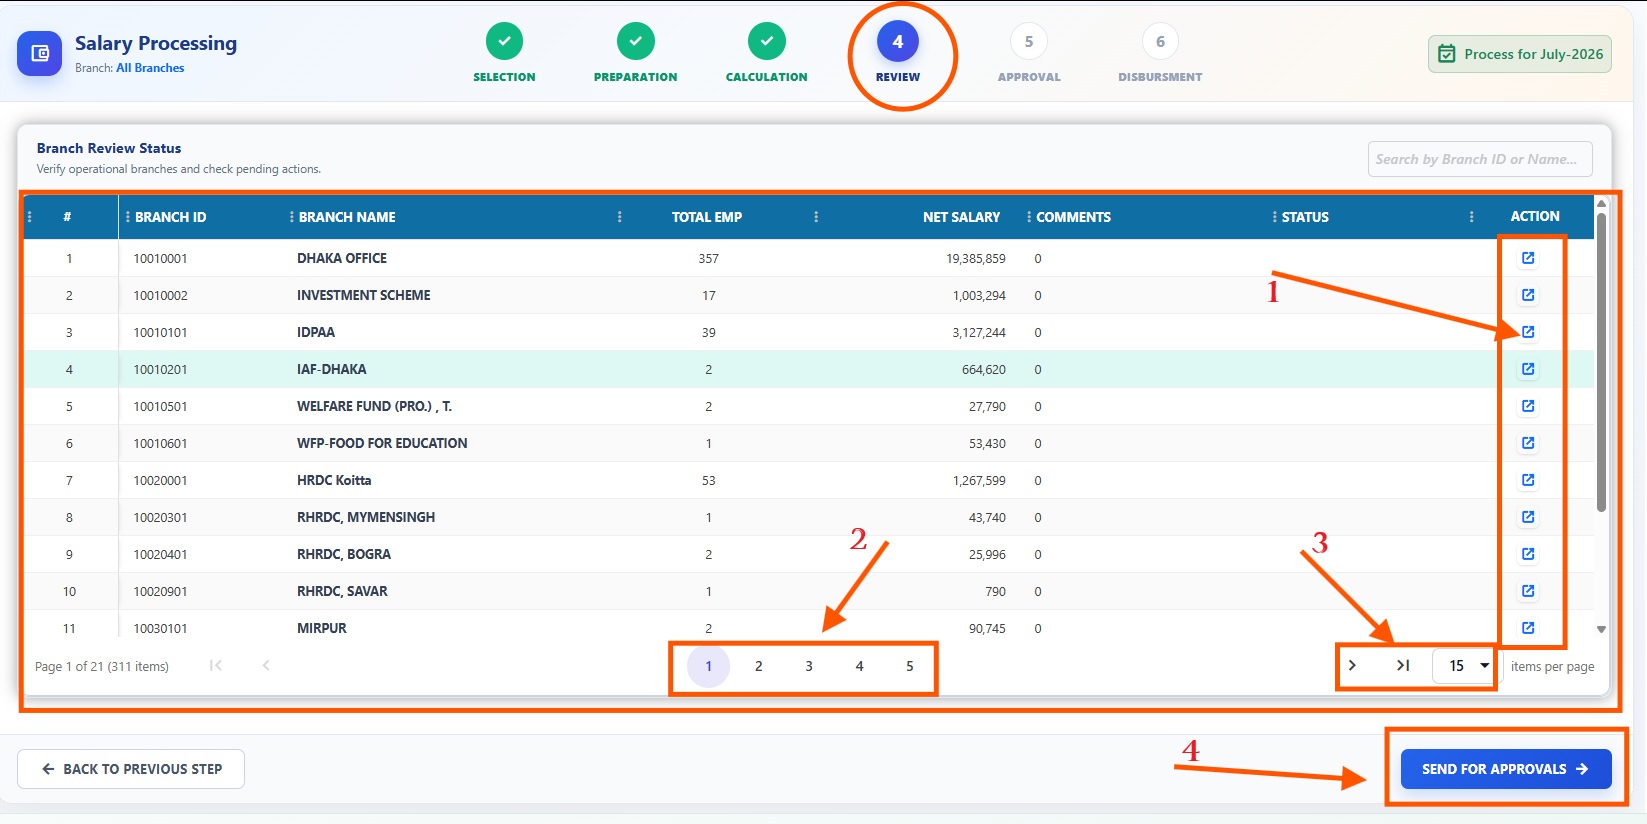 Salary Processing
Branch: All Branches
4
5
6
SELECTION
PREPARATION
CALCULATION
REVIEW
APPROVAL
DISBURSMENT
Process for July-2026
Branch Review Status
Verify operational branches and check pending actions.
Search by Branch ID or Name...
# BRANCH ID BRANCH NAME TOTAL EMP NET SALARY COMMENTS STATUS ACTION
1 10010001 DHAKA OFFICE 357 19,385,859 0
2 10010002 INVESTMENT SCHEME 17 1,003,294 0
1
3 10010101 IDPAA 39 3,127,244 0
4 10010201 IAF-DHAKA 2 664,620 0
5 10010501 WELFARE FUND (PRO.) , T. 2 27,790 0
6 10010601 WFP-FOOD FOR EDUCATION 1 53,430 0
7 10020001 HRDC Koitta 53 1,267,599 0
8 10020301 RHRDC, MYMENSINGH 1 43,740 0
2
3
9 10020401 RHRDC, BOGRA 2 25,996 0
10 10020901 RHRDC, SAVAR 1 790 0
11 10030101 MIRPUR 2 90,745 0
Page 1 of 21 (311 items) 1 2 3 4 5 15 items per page
4
BACK TO PREVIOUS STEP
SEND FOR APPROVALS